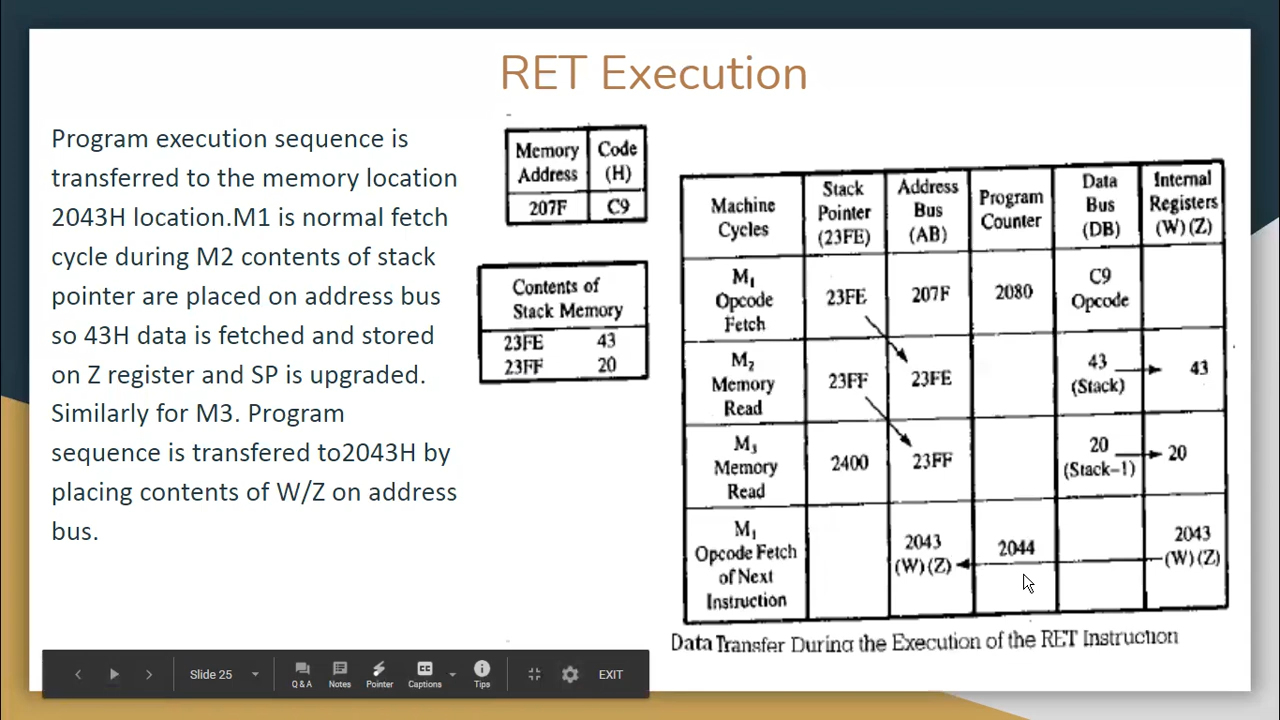 RET Execution
Program execution sequence is
transferred to the memory location
2043H location.M1 is normal fetch
cycle during M2 contents of stack
pointer are placed on address bus
so 43H data is fetched and stored
on Z register and SP is upgraded.
Similarly for M3. Program
sequence is transfered to2043H by
placing contents of W/Z on address
bus.
Memory Address Code (H)
207F C9
Contents of
Stack Memory
23FE 43
23FF 20
Machine Cycles Stack Pointer (23FE) Address Bus (AB) Program Counter Data Bus (DB) Internal Registers (W) (Z)
M1 Opcode Fetch 23FE 207F 2080 C9 Opcode
M2 Memory Read 23FF 23FE 43 (Stack) 43
M3 Memory Read 2400 23FF 20 (Stack-1) 20
M1 Opcode Fetch of Next Instruction 2043 (W) (Z) 2044 2043 (W) (Z)
Data Transfer During the Execution of the RET Instruction
Slide 25 Q & A Notes Pointer Captions Tips EXIT